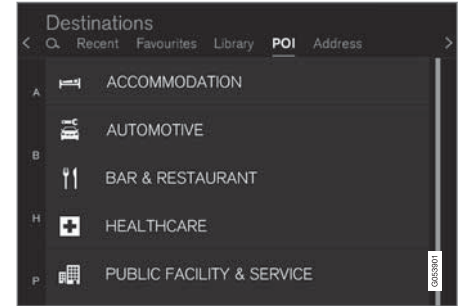 Destinations
Recent Favourites Library POI Address
A ACCOMMODATION
AUTOMOTIVE
B
BAR & RESTAURANT
H HEALTHCARE
P PUBLIC FACILITY & SERVICE
G053901